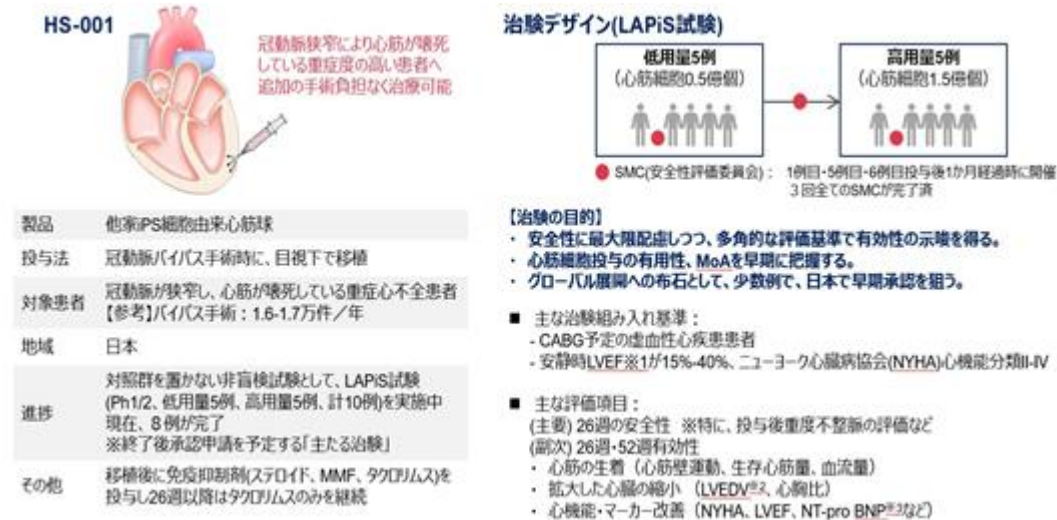 HS-001
冠動脈狭窄により心筋が壊死
している重症度の高い患者へ
追加の手術負担なく治療可能
製品 他家iPS細胞由来心筋球
投与法 冠動脈バイパス手術時に、目視下で移植
対象患者 冠動脈が狭窄し、心筋が壊死している重症心不全患者
【参考】バイパス手術：1.6-1.7万件／年
地域 日本
進捗 対照群を置かない非盲検試験として、LAPiS試験
(Ph1/2、低用量5例、高用量5例、計10例)を実施中
現在、8例が完了
※終了後承認申請を予定する「主たる治験」
その他 移植後に免疫抑制剤(ステロイド、MMF、タクロリムス)を
投与し26週以降はタクロリムスのみを継続
治験デザイン(LAPiS試験)
低用量5例
（心筋細胞0.5億個）
高用量5例
（心筋細胞1.5億個）
SMC(安全性評価委員会)： 1例目・5例目・6例目投与後1か月経過時に開催
３回全てのSMCが完了済
【治験の目的】
・ 安全性に最大限配慮しつつ、多角的な評価基準で有効性の示唆を得る。
・ 心筋細胞投与の有用性、MoAを早期に把握する。
・ グローバル展開への布石として、少数例で、日本で早期承認を狙う。
■ 主な治験組み入れ基準：
- CABG予定の虚血性心疾患患者
- 安静時LVEF※1が15%-40%、ニューヨーク心臓病協会(NYHA)心機能分類II-IV
■ 主な評価項目：
(主要) 26週の安全性 ※特に、投与後重度不整脈の評価など
(副次) 26週・52週有効性
・ 心筋の生着（心筋壁運動、生存心筋量、血流量）
・ 拡大した心臓の縮小 （LVEDV※2、心胸比）
・ 心機能・マーカー改善（NYHA、LVEF、NT-pro BNP※3など）